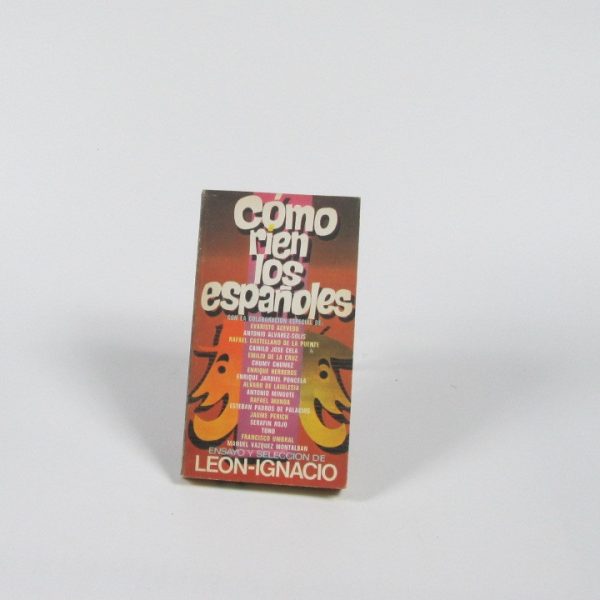 Cómo
rien
los
españoles
CON LA COLABORACION ESPECIAL DE
EVARISTO ACEVEDO
ANTONIO ALVAREZ-SOLIS
RAFAEL CASTELLANO DE LA PUENTE
CAMILO JOSE CELA
EMILIO DE LA CRUZ
CHUMY CHUMEZ
ENRIQUE HERREROS
ENRIQUE JARDIEL PONCELA
ALVARO DE LAIGLESIA
ANTONIO MINGOTE
RAFAEL MUNOA
ESTEBAN PADROS DE PALACIOS
JAUME PERICH
SERAFIN ROJO
TONO
FRANCISCO UMBRAL
MANUEL VAZQUEZ MONTALBAN
ENSAYO Y SELECCION DE
LEON-IGNACIO